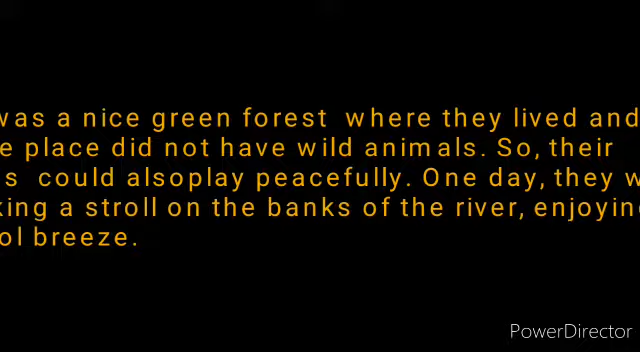 was a nice green forest where they lived and
e place did not have wild animals. So, their
s could alsoplay peacefully. One day, they w
king a stroll on the banks of the river, enjoyin
ol breeze.
PowerDirector